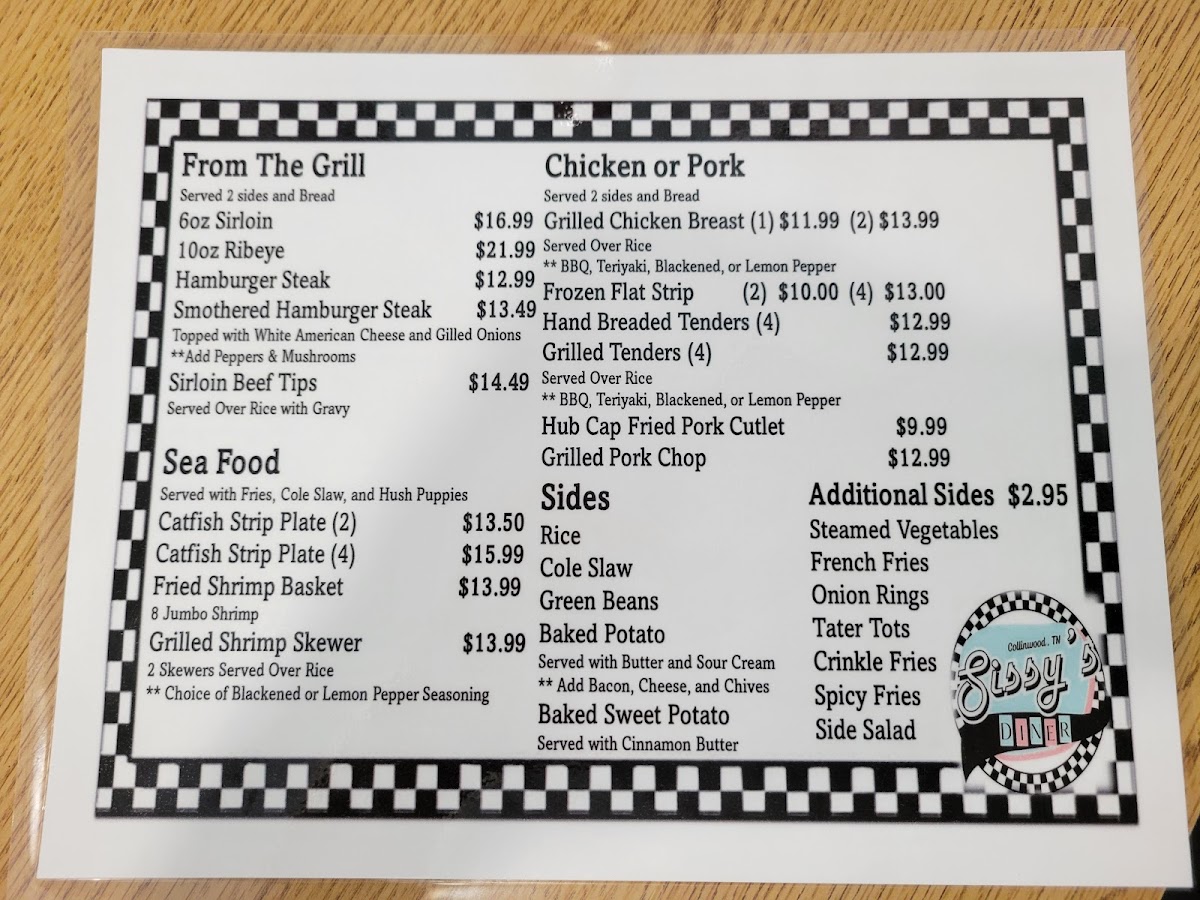 From The Grill
Served 2 sides and Bread
6oz Sirloin $16.99
10oz Ribeye $21.99
Hamburger Steak $12.99
Smothered Hamburger Steak $13.49
Topped with White American Cheese and Gilled Onions
**Add Peppers & Mushrooms
Sirloin Beef Tips $14.49
Served Over Rice with Gravy
Sea Food
Served with Fries, Cole Slaw, and Hush Puppies
Catfish Strip Plate (2) $13.50
Catfish Strip Plate (4) $15.99
Fried Shrimp Basket $13.99
8 Jumbo Shrimp
Grilled Shrimp Skewer $13.99
2 Skewers Served Over Rice
** Choice of Blackened or Lemon Pepper Seasoning
Chicken or Pork
Served 2 sides and Bread
Grilled Chicken Breast (1) $11.99 (2) $13.99
Served Over Rice
** BBQ, Teriyaki, Blackened, or Lemon Pepper
Frozen Flat Strip (2) $10.00 (4) $13.00
Hand Breaded Tenders (4) $12.99
Grilled Tenders (4) $12.99
Served Over Rice
** BBQ, Teriyaki, Blackened, or Lemon Pepper
Hub Cap Fried Pork Cutlet $9.99
Grilled Pork Chop $12.99
Sides
Rice
Cole Slaw
Green Beans
Baked Potato
Served with Butter and Sour Cream
** Add Bacon, Cheese, and Chives
Baked Sweet Potato
Served with Cinnamon Butter
Additional Sides $2.95
Steamed Vegetables
French Fries
Onion Rings
Tater Tots
Crinkle Fries
Spicy Fries
Side Salad
Collinwood, TN
Sissy's
DINER